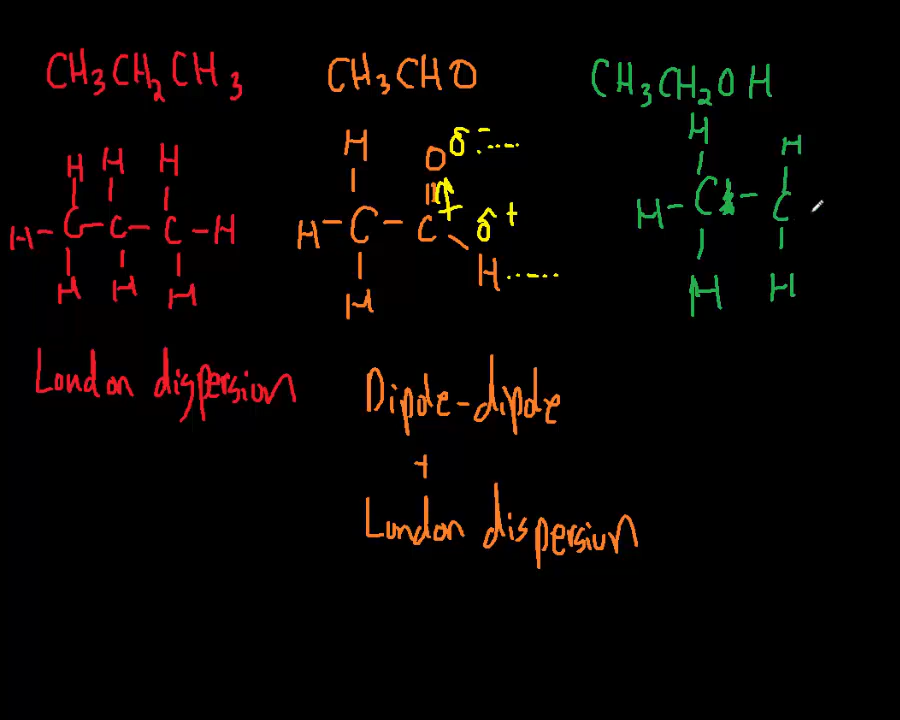 CH₃CH₂CH₃
H H H
H-C-C-C-H
H H H
London dispersion
CH₃CHO
H O δ-
H-C-C δ+
H
H
Dipole-dipole
+
London dispersion
CH₃CH₂OH
H H
H-C-C
H H